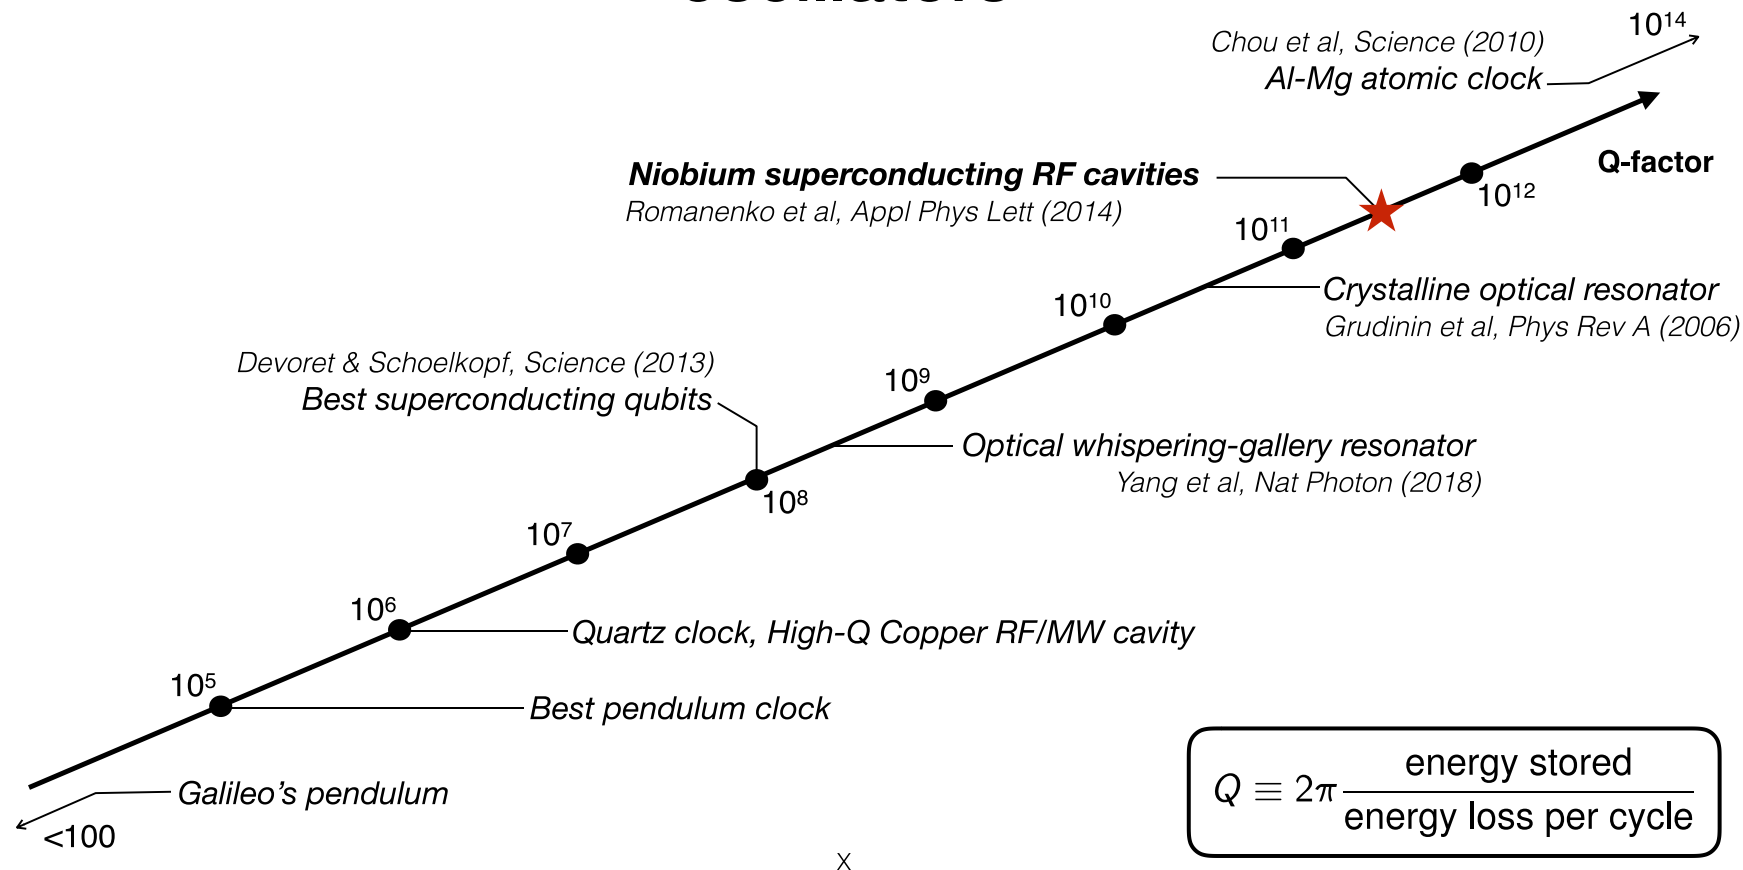 10¹⁴
Chou et al, Science (2010)
Al-Mg atomic clock
Q-factor
Niobium superconducting RF cavities
Romanenko et al, Appl Phys Lett (2014)
10¹²
10¹¹
Crystalline optical resonator
Grudinin et al, Phys Rev A (2006)
10¹⁰
Devoret & Schoelkopf, Science (2013)
Best superconducting qubits
10⁹
Optical whispering-gallery resonator
Yang et al, Nat Photon (2018)
10⁸
10⁷
10⁶
Quartz clock, High-Q Copper RF/MW cavity
10⁵
Best pendulum clock
Galileo's pendulum
<100
Q ≡ 2π energy stored / energy loss per cycle
X